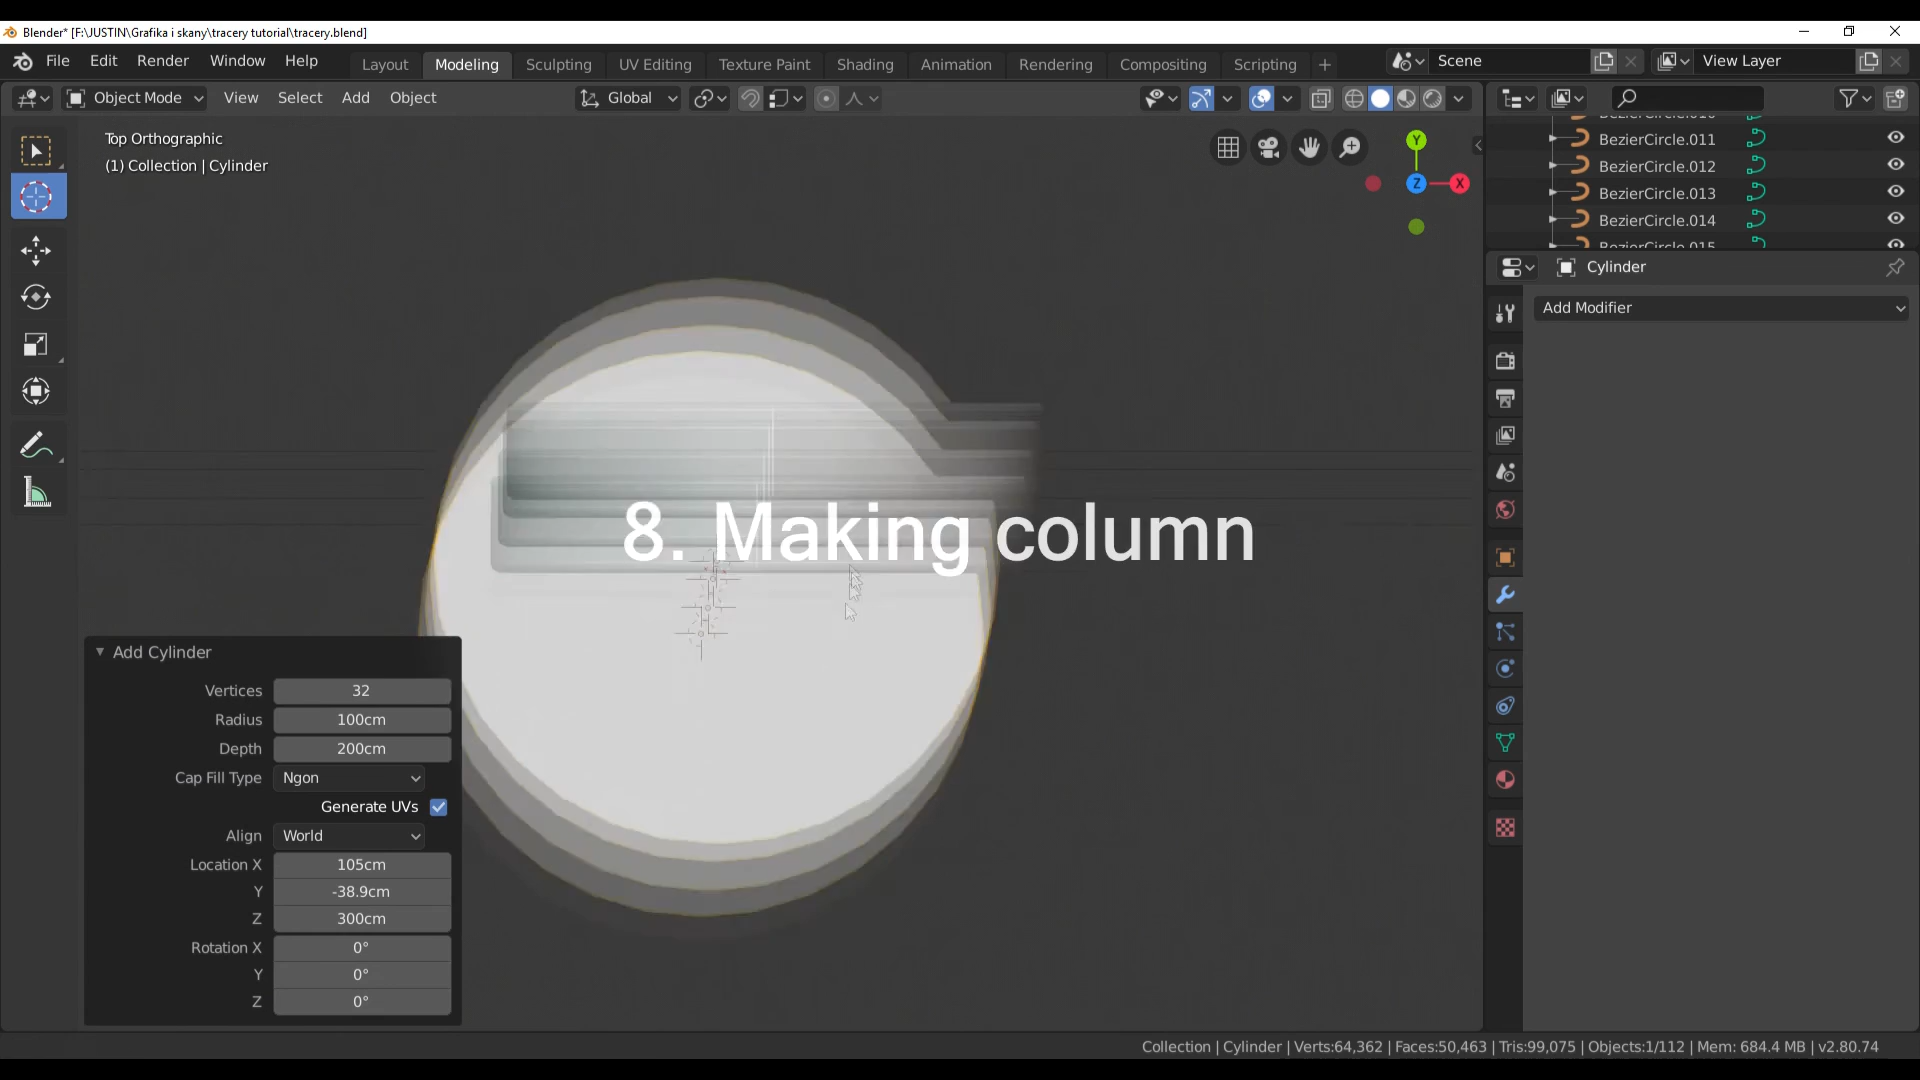 Blender* [F:\JUSTIN\Grafika i skany\tracery tutorial\tracery.blend]
File Edit Render Window Help Layout Modeling Sculpting UV Editing Texture Paint Shading Animation Rendering Compositing Scripting + Scene View Layer
Object Mode View Select Add Object Global
Top Orthographic
(1) Collection | Cylinder
Y
Z X
BezierCircle.011
BezierCircle.012
BezierCircle.013
BezierCircle.014
BezierCircle.015
Cylinder
Add Modifier
8. Making column
Add Cylinder
Vertices 32
Radius 100cm
Depth 200cm
Cap Fill Type Ngon
Generate UVs
Align World
Location X 105cm
Y -38.9cm
Z 300cm
Rotation X 0°
Y 0°
Z 0°
Collection | Cylinder | Verts:64,362 | Faces:50,463 | Tris:99,075 | Objects:1/112 | Mem: 684.4 MB | v2.80.74